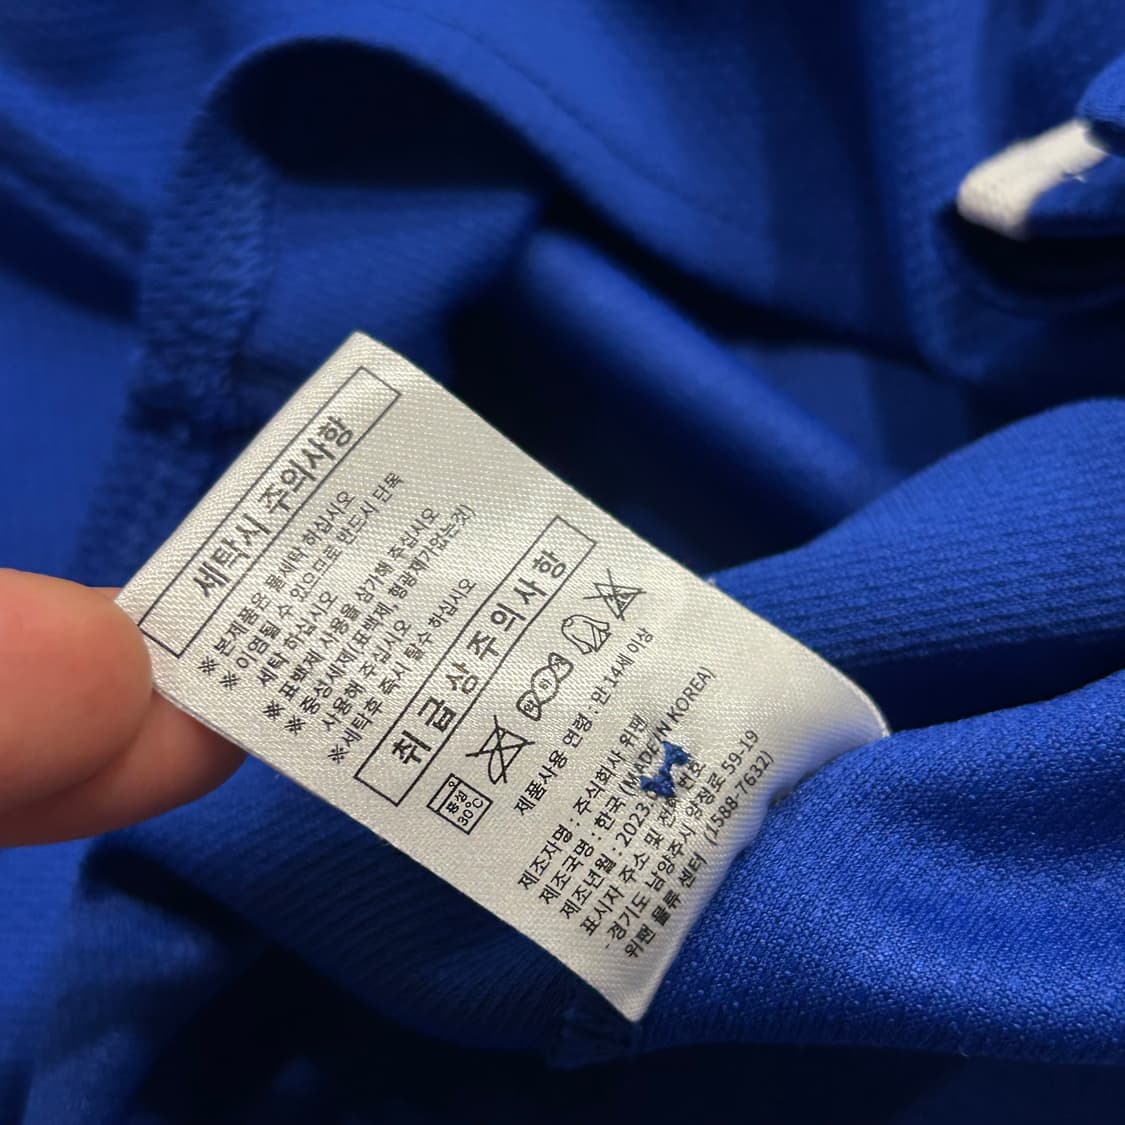 세탁시 주의사항
※ 본제품은 물세탁 하십시오
※ 이염될 수 있으므로 반드시 단독
세탁 하십시오
※ 표백제 사용을 삼가해 주십시오
※ 중성세제(표백제, 형광제가없는것)
사용해 주십시오
※세탁후 즉시 탈수 하십시오
취 급 상 주 의 사 항
약
중성
30℃
제품사용 연령 : 만 14세 이상
제조자명 : 주식회사 위팬
제조국명 : 한국 (MADE IN KOREA)
제조년월 : 2023.
표시자 주소 및 전화 번호
- 경기도 남양주시 양정로 59-19
위팬 물류 센터 (1588-7632)